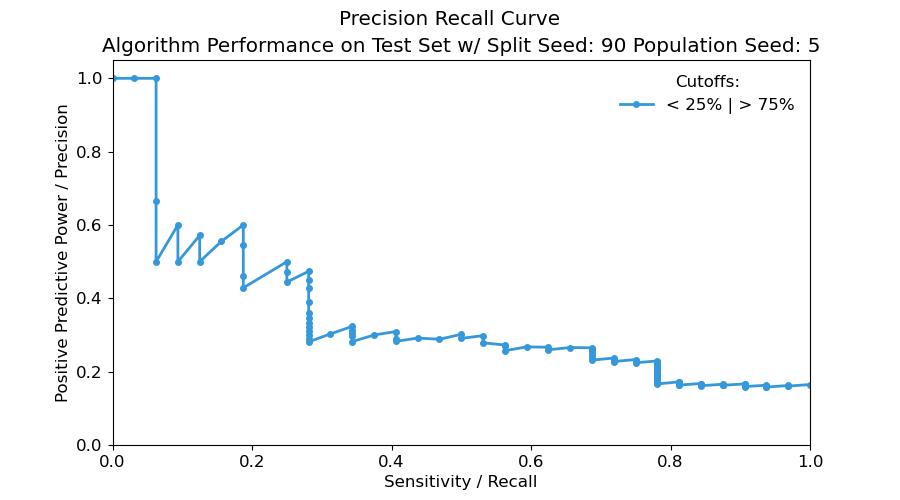 Precision Recall Curve
Algorithm Performance on Test Set w/ Split Seed: 90 Population Seed: 5
Cutoffs:
< 25% | > 75%
Positive Predictive Power / Precision
1.0
0.8
0.6
0.4
0.2
0.0
0.0 0.2 0.4 0.6 0.8 1.0
Sensitivity / Recall